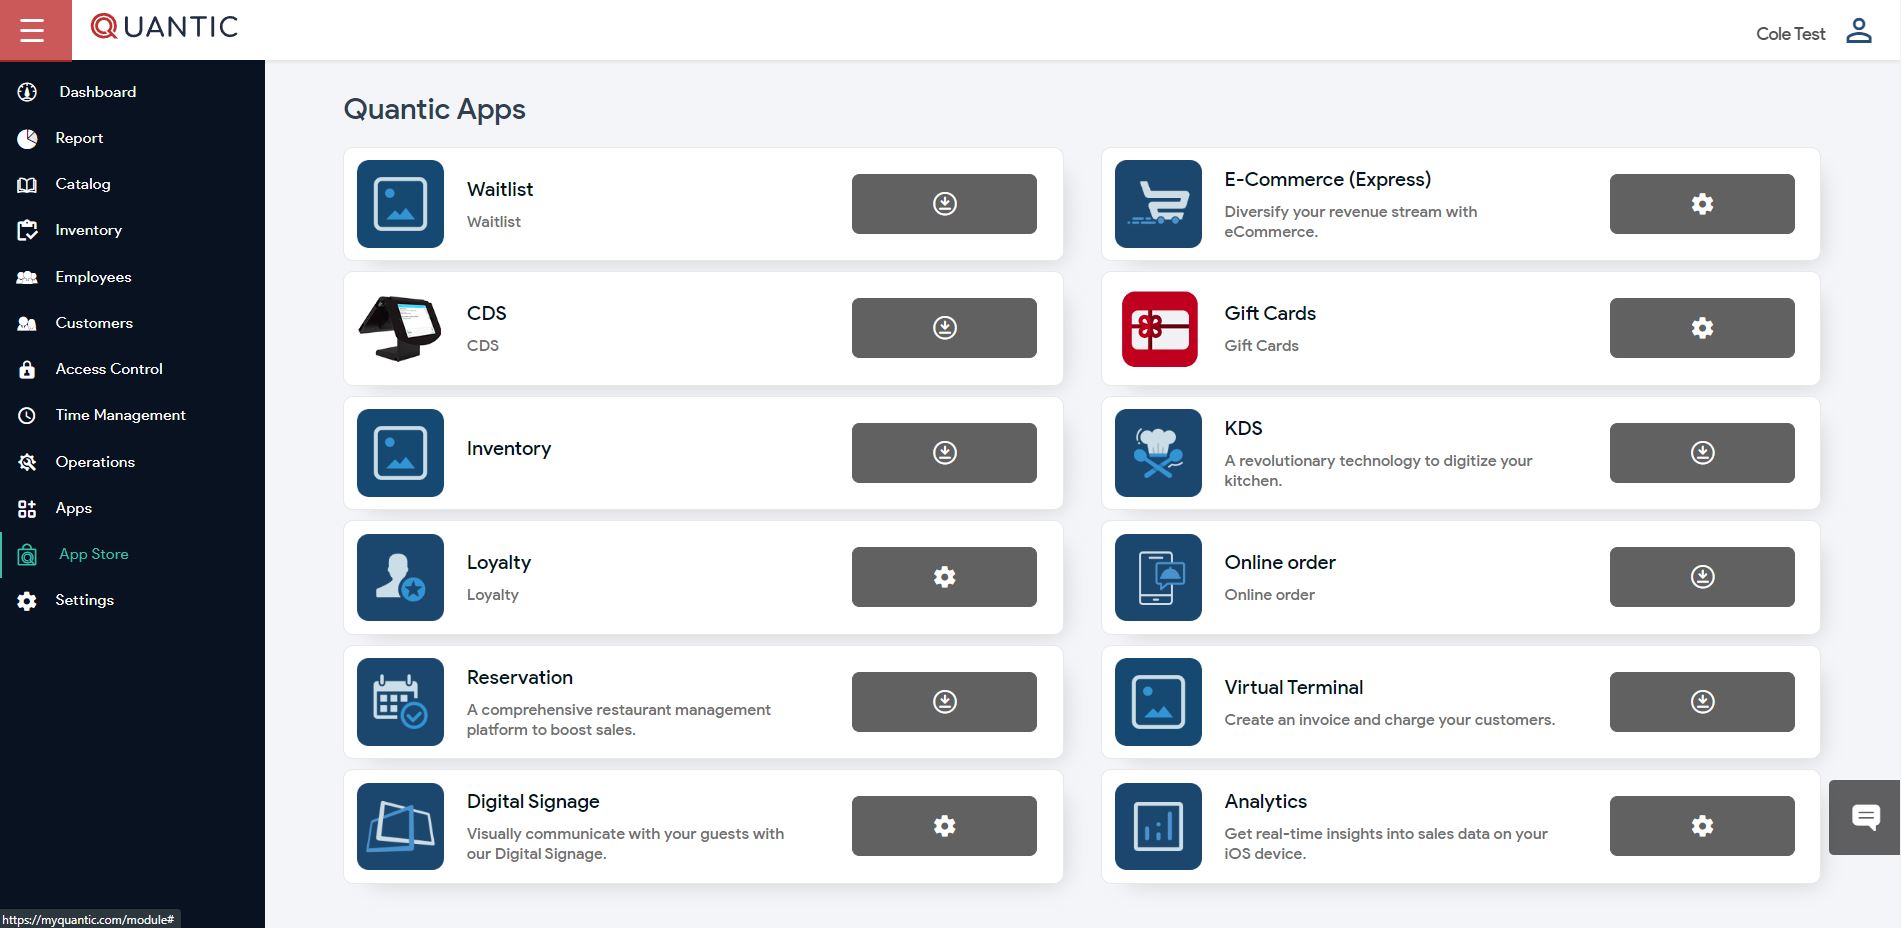 QUANTIC
Cole Test
Dashboard
Report
Catalog
Inventory
Employees
Customers
Access Control
Time Management
Operations
Apps
App Store
Settings
Quantic Apps
Waitlist
Waitlist
E-Commerce (Express)
Diversify your revenue stream with
eCommerce.
CDS
CDS
Gift Cards
Gift Cards
Inventory
KDS
A revolutionary technology to digitize your
kitchen.
Loyalty
Loyalty
Online order
Online order
Reservation
A comprehensive restaurant management
platform to boost sales.
Virtual Terminal
Create an invoice and charge your customers.
Digital Signage
Visually communicate with your guests with
our Digital Signage.
Analytics
Get real-time insights into sales data on your
iOS device.
https://myquantic.com/module#